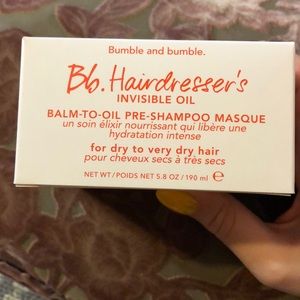 Bumble and bumble.
Bb. Hairdresser's
INVISIBLE OIL
BALM-TO-OIL PRE-SHAMPOO MASQUE
un soin élixir nourrissant qui libère une
hydratation intense
for dry to very dry hair
pour cheveux secs à très secs
NET WT/POIDS NET 5.8 OZ/190 ml ℮